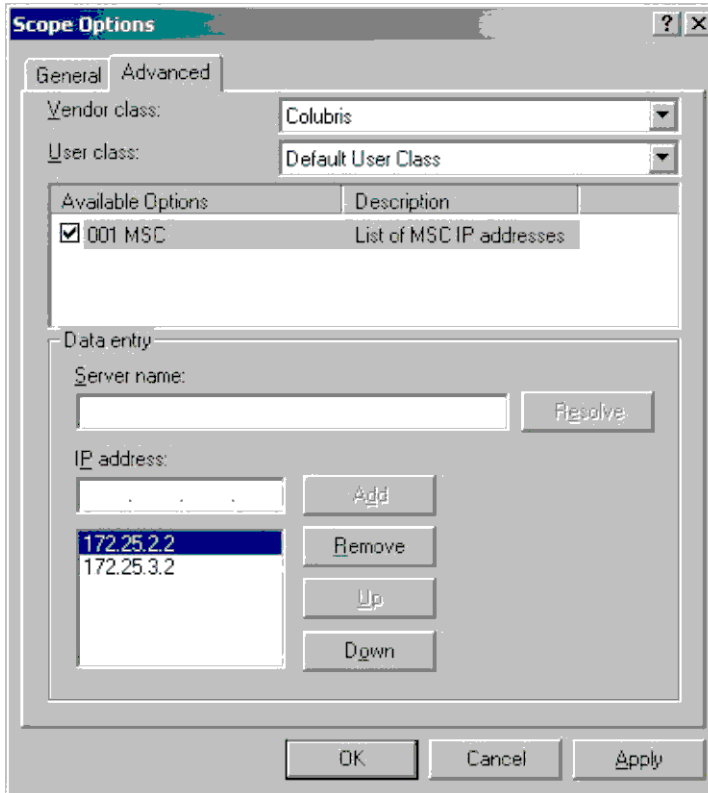 Scope Options
General Advanced
Vendor class: Colubris
User class: Default User Class
Available Options Description
001 MSC List of MSC IP addresses
Data entry
Server name:
Resolve
IP address:
. . . Add
172.25.2.2 Remove
172.25.3.2
Up
Down
OK Cancel Apply